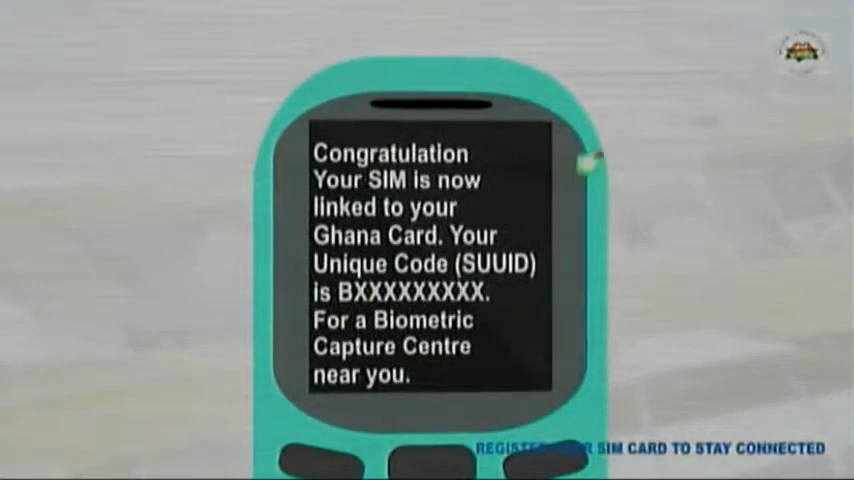 Congratulation
Your SIM is now
linked to your
Ghana Card. Your
Unique Code (SUUID)
is BXXXXXXXXX.
For a Biometric
Capture Centre
near you.
REGISTER YOUR SIM CARD TO STAY CONNECTED